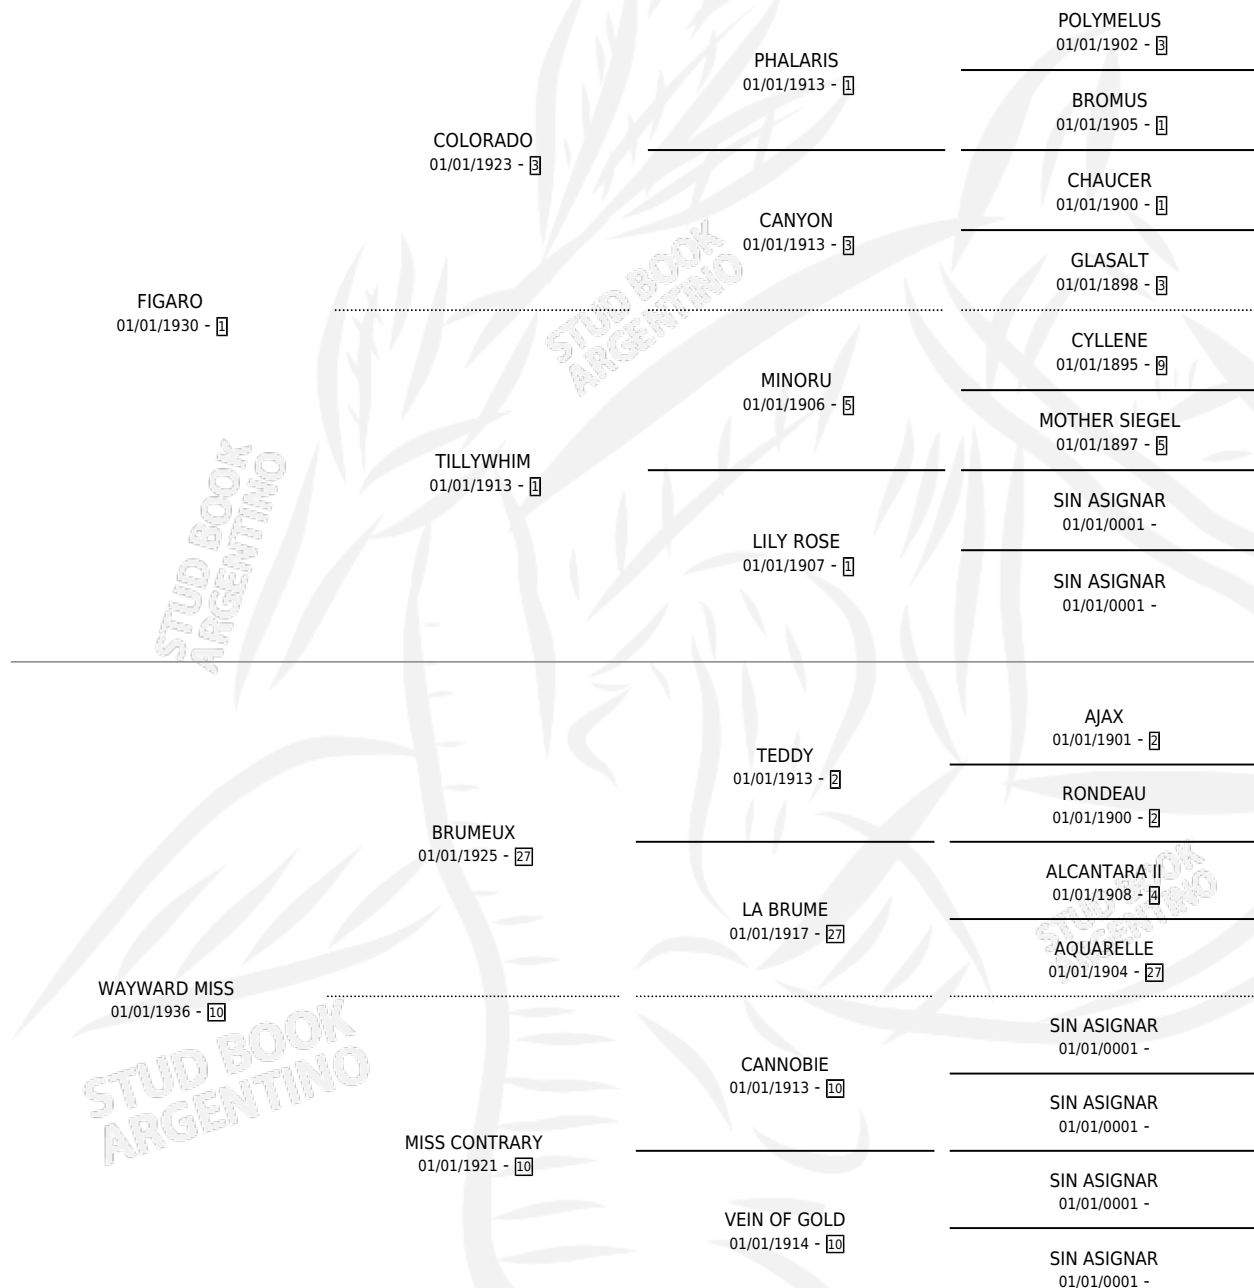 POLYMELUS
01/01/1902 - 3
PHALARIS
01/01/1913 - 1
BROMUS
01/01/1905 - 1
COLORADO
01/01/1923 - 3
CHAUCER
01/01/1900 - 1
CANYON
01/01/1913 - 3
GLASALT
01/01/1898 - 3
FIGARO
01/01/1930 - 1
CYLLENE
01/01/1895 - 9
MINORU
01/01/1906 - 5
MOTHER SIEGEL
01/01/1897 - 5
TILLYWHIM
01/01/1913 - 1
SIN ASIGNAR
01/01/0001 -
LILY ROSE
01/01/1907 - 1
SIN ASIGNAR
01/01/0001 -
AJAX
01/01/1901 - 2
TEDDY
01/01/1913 - 2
RONDEAU
01/01/1900 - 2
BRUMEUX
01/01/1925 - 27
ALCANTARA II
01/01/1908 - 4
LA BRUME
01/01/1917 - 27
AQUARELLE
01/01/1904 - 27
WAYWARD MISS
01/01/1936 - 10
SIN ASIGNAR
01/01/0001 -
CANNOBIE
01/01/1913 - 10
SIN ASIGNAR
01/01/0001 -
MISS CONTRARY
01/01/1921 - 10
SIN ASIGNAR
01/01/0001 -
VEIN OF GOLD
01/01/1914 - 10
SIN ASIGNAR
01/01/0001 -
STUD BOOK
ARGENTINO
STUD BOOK
ARGENTINO
STUD BOOK
ARGENTINO
STUD BOOK
ARGENTINO